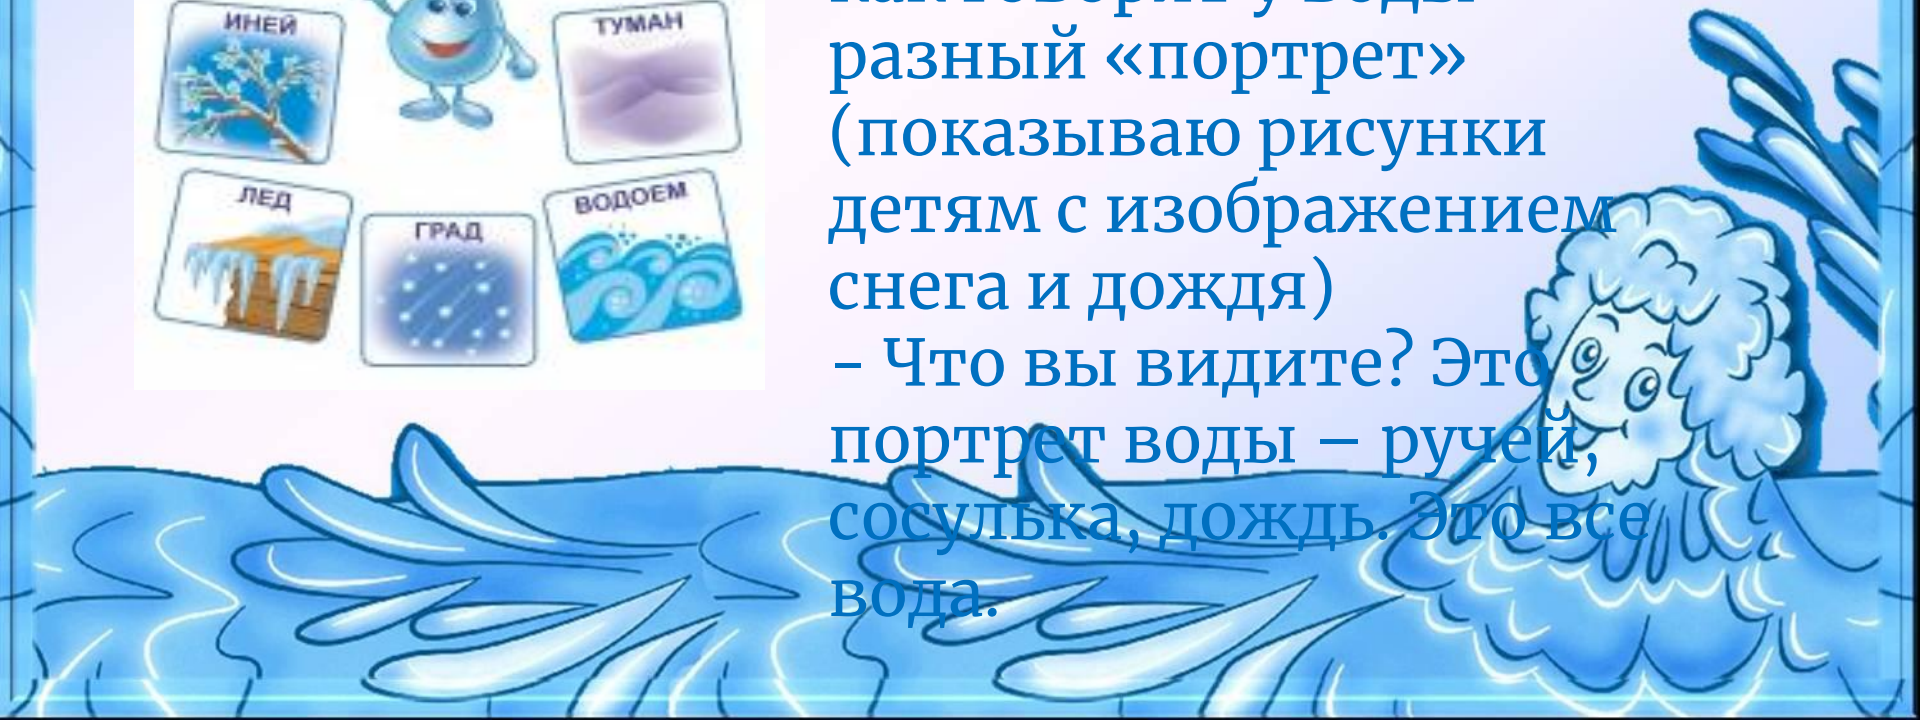 ИНЕЙ
ТУМАН
ЛЕД
ГРАД
ВОДОЕМ
разный «портрет»
(показываю рисунки
детям с изображением
снега и дождя)
- Что вы видите? Это
портрет воды – ручей,
сосулька, дождь. Это все
вода.